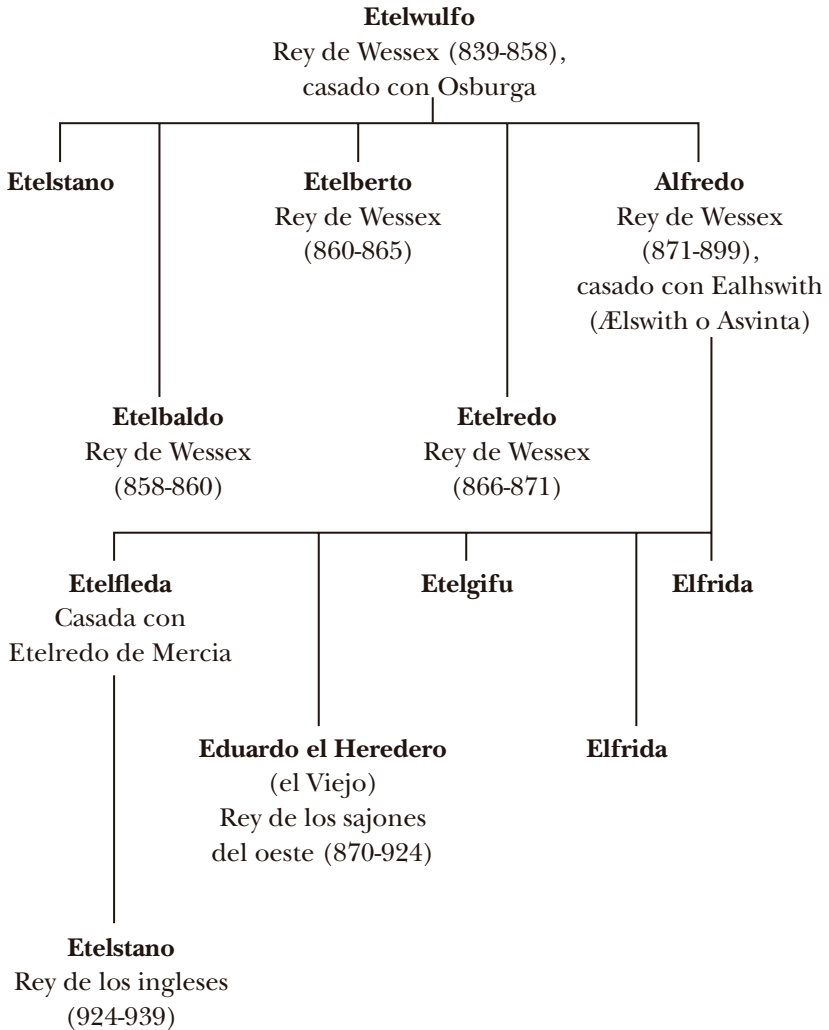 Etelwulfo
Rey de Wessex (839-858),
casado con Osburga
Etelstano
Etelberto
Rey de Wessex
(860-865)
Alfredo
Rey de Wessex
(871-899),
casado con Ealhswith
(Ælswith o Asvinta)
Etelbaldo
Rey de Wessex
(858-860)
Etelredo
Rey de Wessex
(866-871)
Etelfleda
Casada con
Etelredo de Mercia
Etelgifu
Elfrida
Eduardo el Heredero
(el Viejo)
Rey de los sajones
del oeste (870-924)
Elfrida
Etelstano
Rey de los ingleses
(924-939)